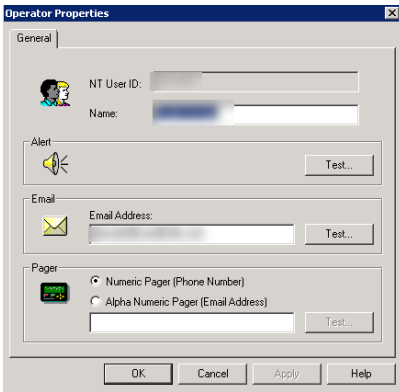 Operator Properties
General
NT User ID:
Name:
Alert
Test...
Email
Email Address:
Test...
Pager
Numeric Pager (Phone Number)
Alpha Numeric Pager (Email Address)
Test...
OK Cancel Apply Help